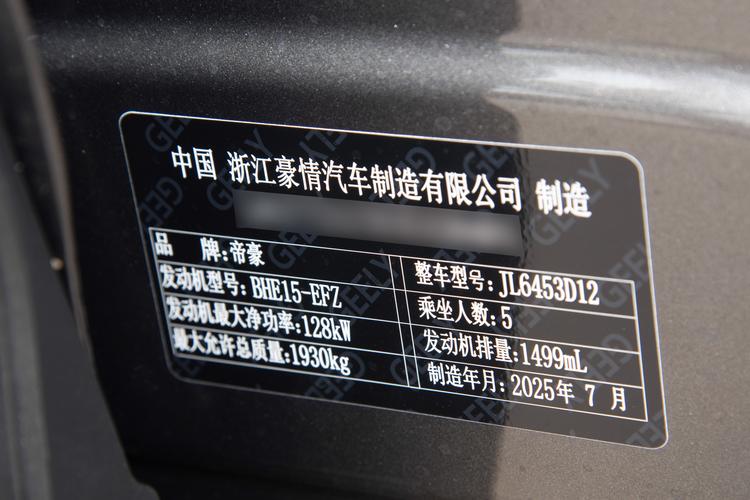 中国 浙江豪情汽车制造有限公司 制造
品 牌:帝豪
整车型号:JL6453D12
发动机型号:BHE15-EFZ
乘坐人数:5
发动机最大净功率:128kW
发动机排量:1499mL
最大允许总质量:1930kg
制造年月:2025年 7 月
GEELY